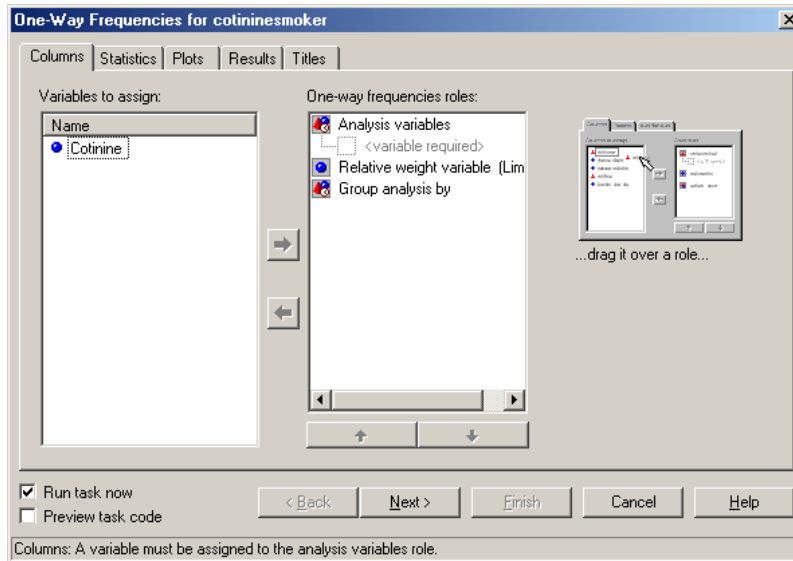 One-Way Frequencies for cotininesmoker
Columns Statistics Plots Results Titles
Variables to assign:
Name
Cotinine
One-way frequencies roles:
Analysis variables
<variable required>
Relative weight variable (Lim
Group analysis by
...drag it over a role...
Run task now
Preview task code
< Back Next > Finish Cancel Help
Columns: A variable must be assigned to the analysis variables role.